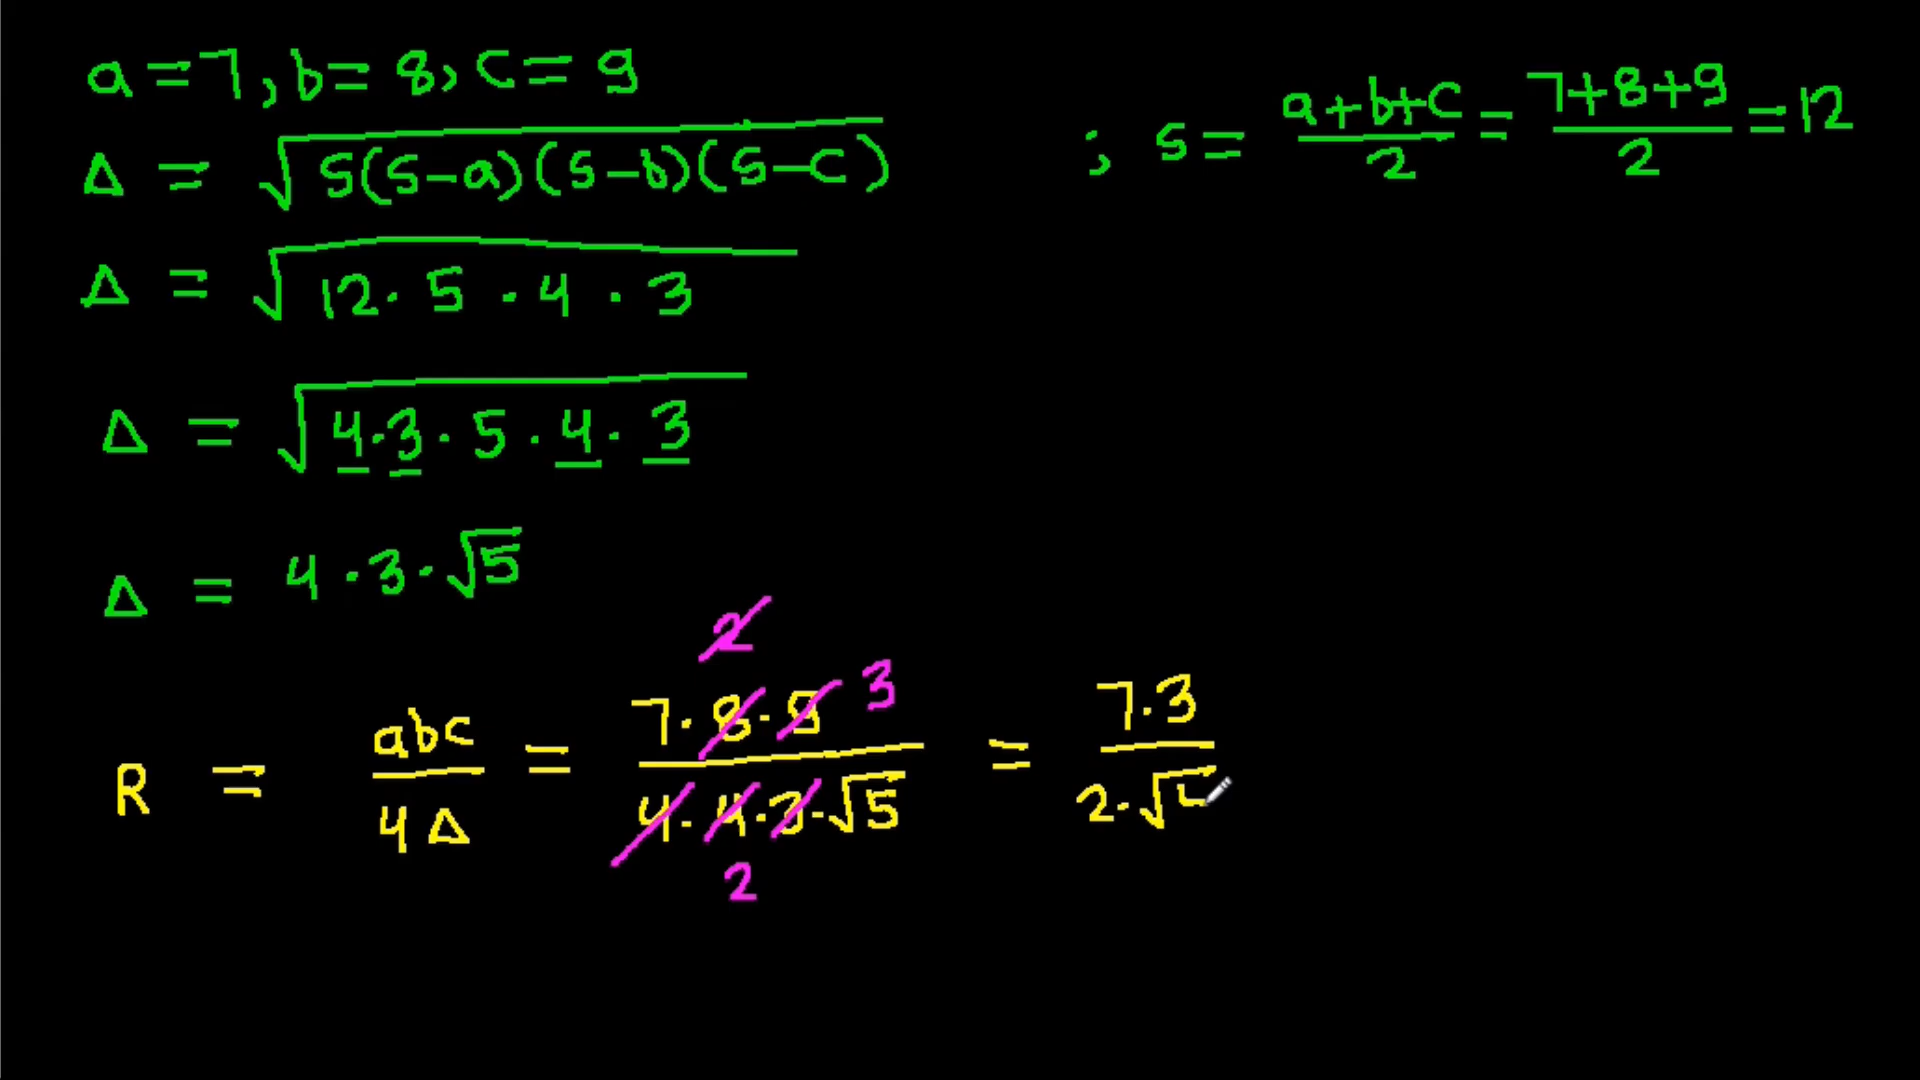 a = 7, b = 8, c = 9
Δ = √(s(s-a)(s-b)(s-c)) ; s = (a+b+c)/2 = (7+8+9)/2 = 12
Δ = √(12 · 5 · 4 · 3)
Δ = √(4 · 3 · 5 · 4 · 3)
Δ = 4 · 3 · √5
2
3
R = abc/(4Δ) = (7 · 8 · 9)/(4 · 4 · 3 · √5) = (7 · 3)/(2 · √
2